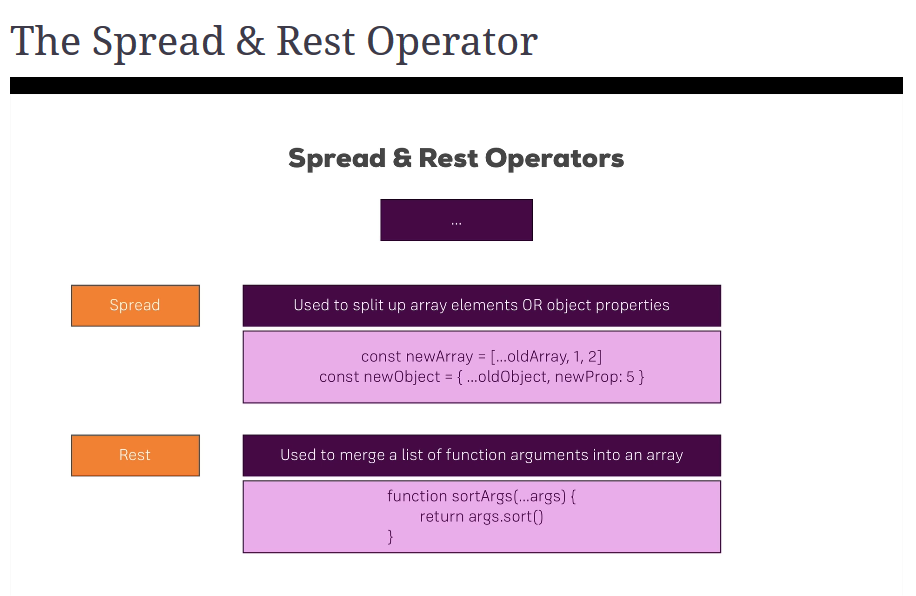 The Spread & Rest Operator
Spread & Rest Operators
...
Spread
Used to split up array elements OR object properties
const newArray = [...oldArray, 1, 2]
const newObject = { ...oldObject, newProp: 5 }
Rest
Used to merge a list of function arguments into an array
function sortArgs(...args) {
return args.sort()
}